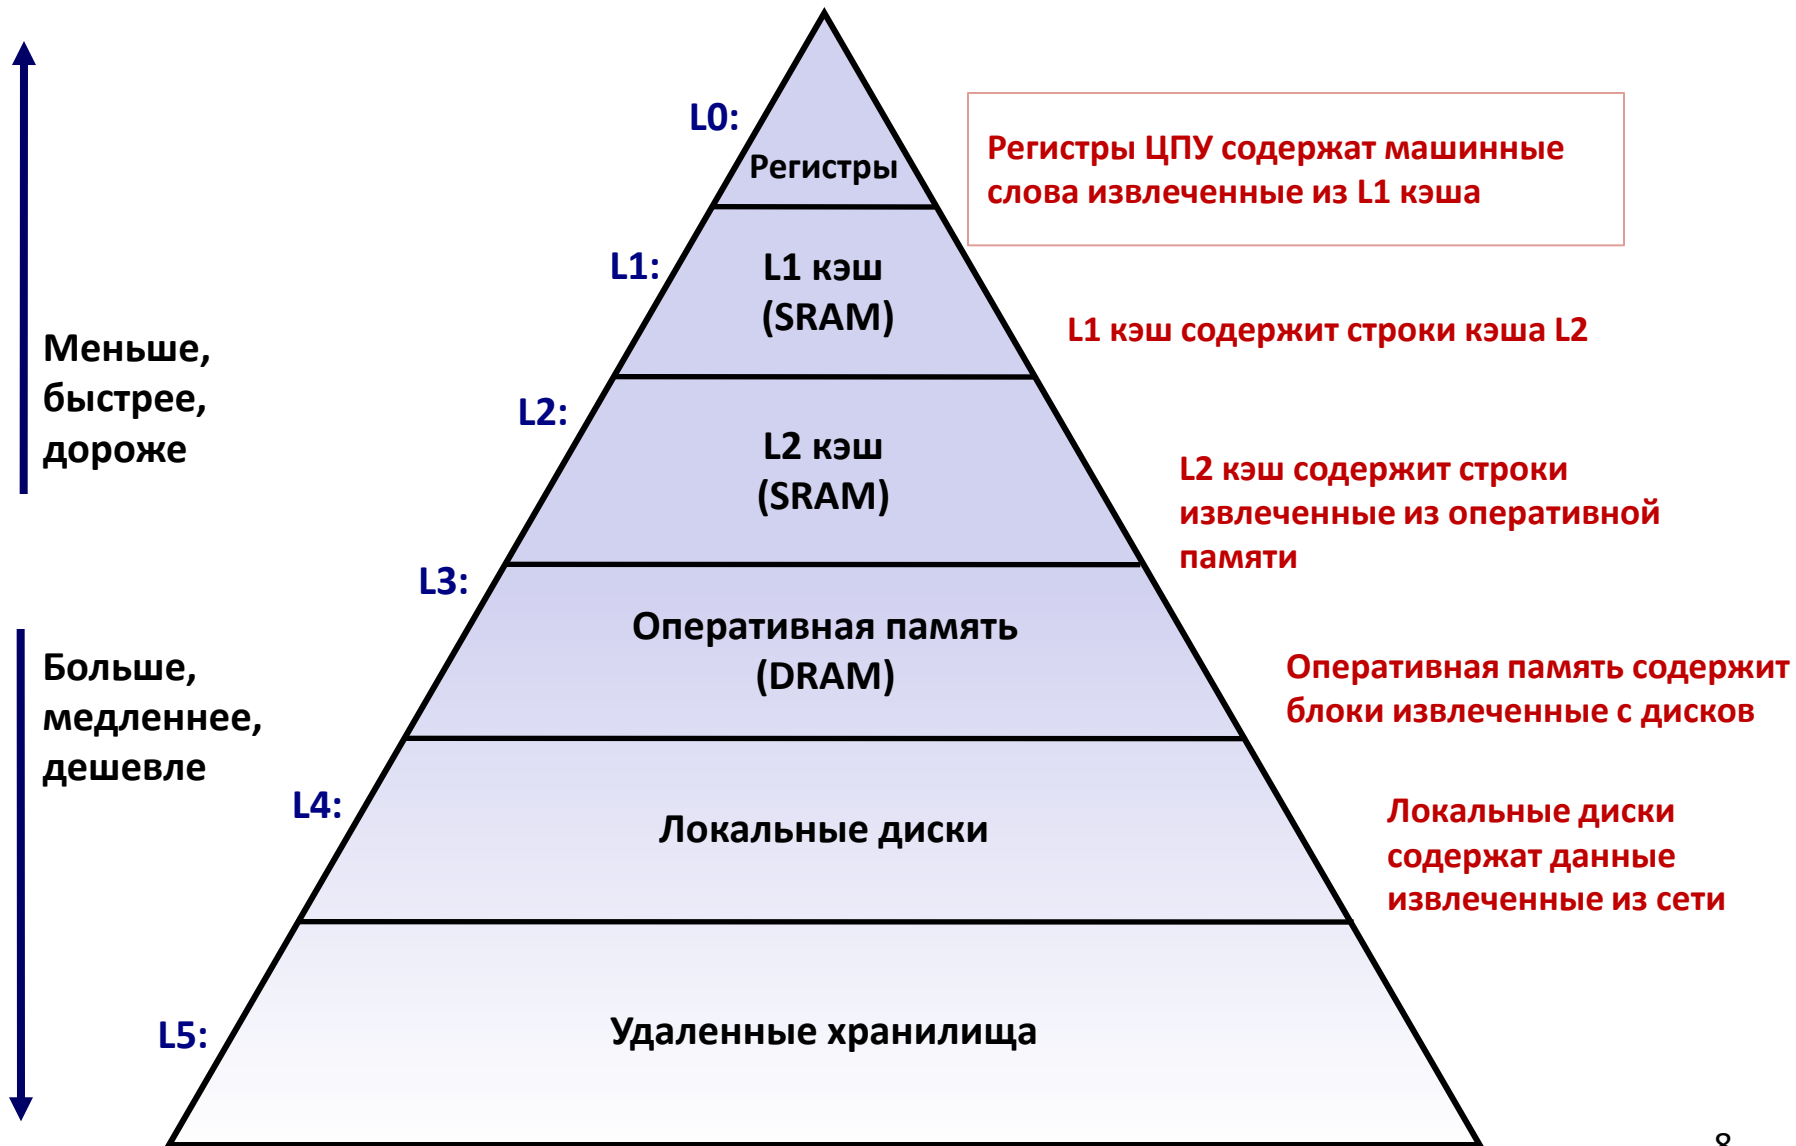 L0:
Регистры
Регистры ЦПУ содержат машинные
слова извлеченные из L1 кэша
L1:
L1 кэш
(SRAM)
L1 кэш содержит строки кэша L2
Меньше,
быстрее,
дороже
L2:
L2 кэш
(SRAM)
L2 кэш содержит строки
извлеченные из оперативной
памяти
L3:
Оперативная память
(DRAM)
Оперативная память содержит
блоки извлеченные с дисков
Больше,
медленнее,
дешевле
L4:
Локальные диски
Локальные диски
содержат данные
извлеченные из сети
L5:
Удаленные хранилища
8